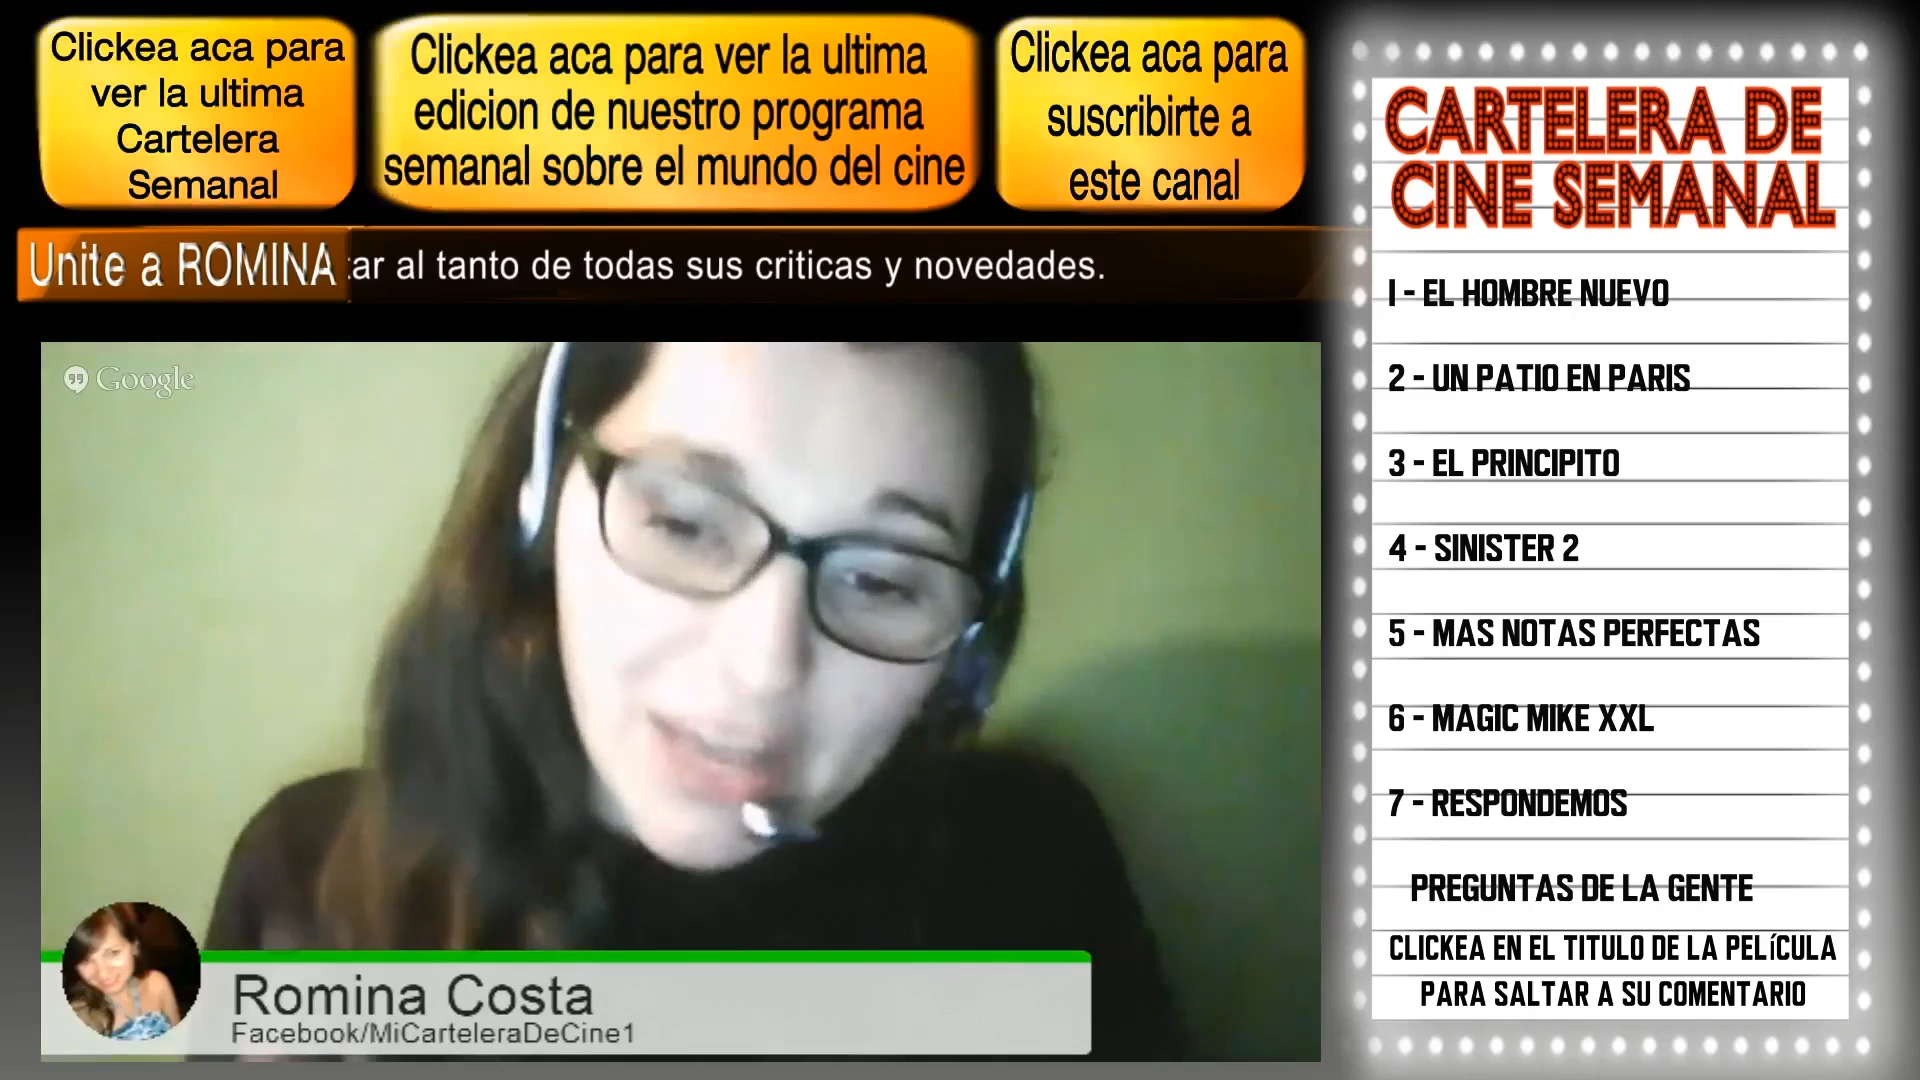 Clickea aca para
ver la ultima
Cartelera
Semanal
Clickea aca para ver la ultima
edicion de nuestro programa
semanal sobre el mundo del cine
Clickea aca para
suscribirte a
este canal
Unite a ROMINA
tar al tanto de todas sus criticas y novedades.
Google
Romina Costa
Facebook/MiCarteleraDeCine1
CARTELERA DE
CINE SEMANAL
1 - EL HOMBRE NUEVO
2 - UN PATIO EN PARIS
3 - EL PRINCIPITO
4 - SINISTER 2
5 - MAS NOTAS PERFECTAS
6 - MAGIC MIKE XXL
7 - RESPONDEMOS
PREGUNTAS DE LA GENTE
CLICKEA EN EL TITULO DE LA PELíCULA
PARA SALTAR A SU COMENTARIO